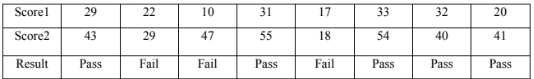 Score1 29 22 10 31 17 33 32 20
Score2 43 29 47 55 18 54 40 41
Result Pass Fail Fail Pass Fail Pass Pass Pass